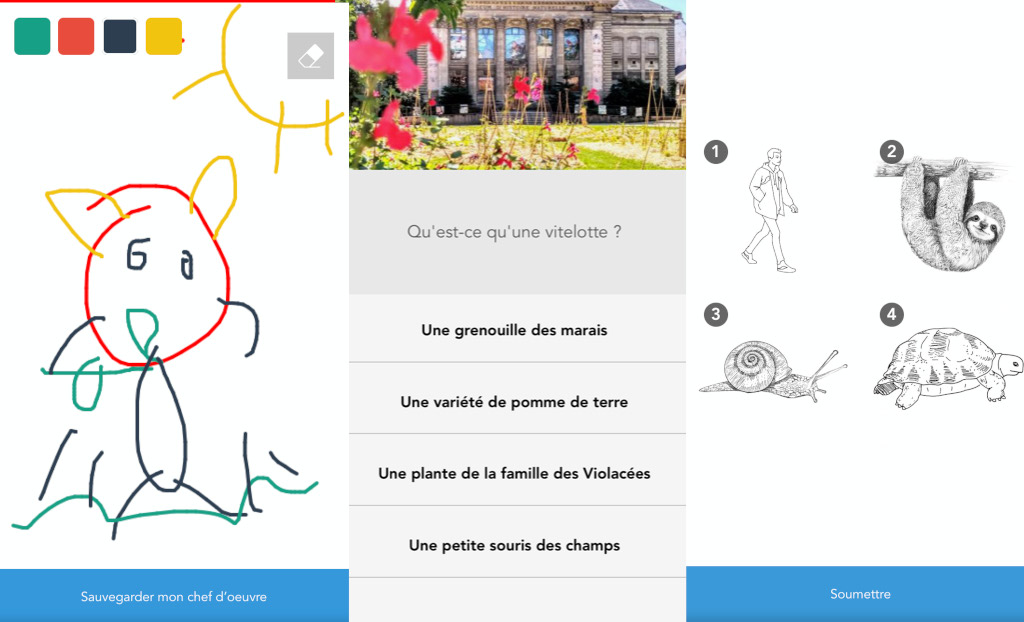 Sauvegarder mon chef d'oeuvre
Qu'est-ce qu'une vitelotte ?
Une grenouille des marais
Une variété de pomme de terre
Une plante de la famille des Violacées
Une petite souris des champs
1
2
3
4
Soumettre